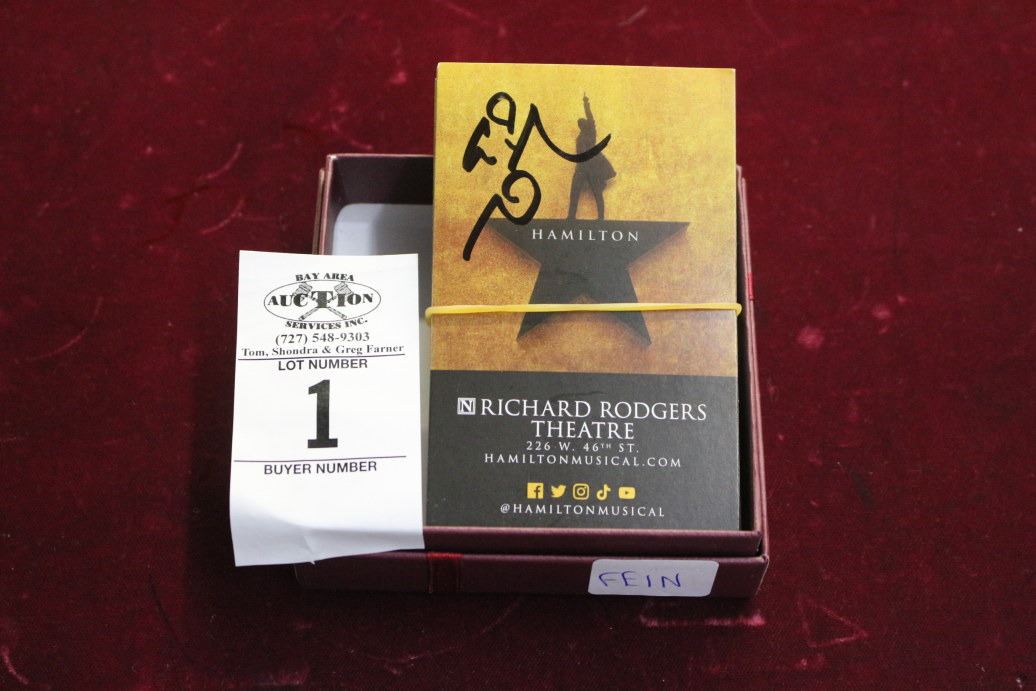 BAY AREA
AUCTION
SERVICES INC.
(727) 548-9303
Tom, Shondra & Greg Farner
LOT NUMBER
1
BUYER NUMBER
HAMILTON
N RICHARD RODGERS
THEATRE
226 W. 46TH ST.
HAMILTONMUSICAL.COM
@HAMILTONMUSICAL
FEIN